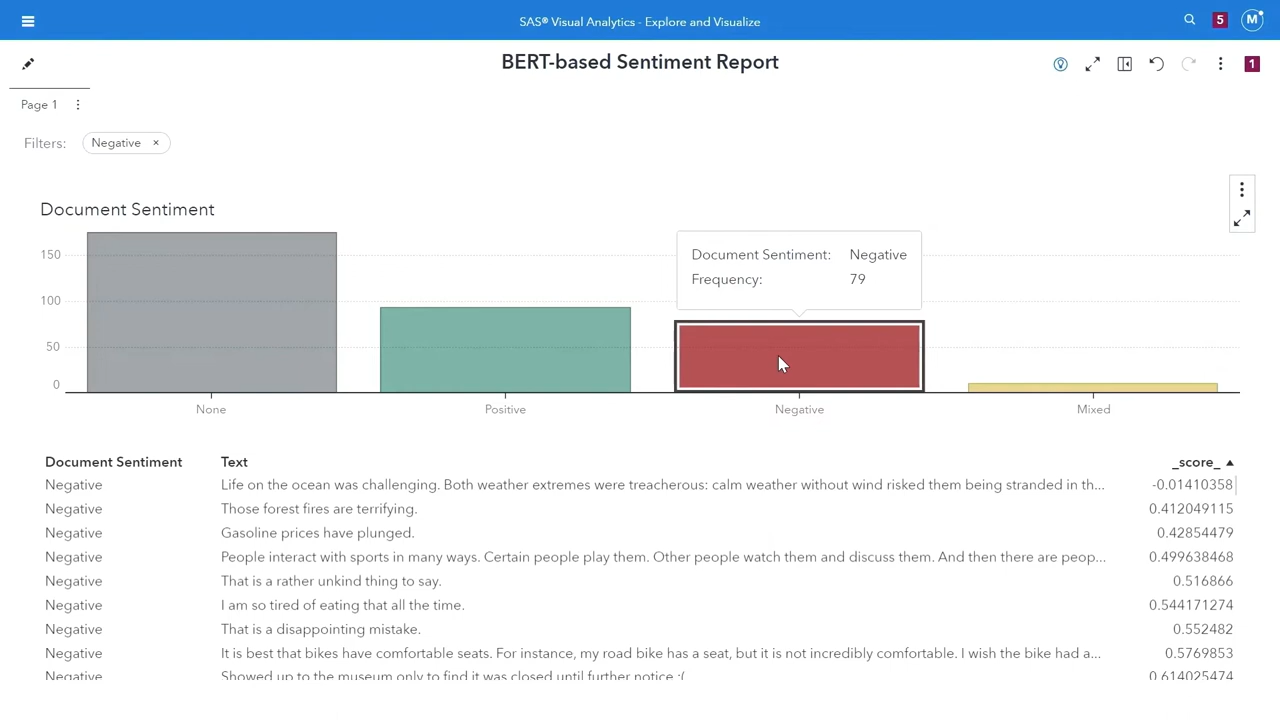 SAS® Visual Analytics - Explore and Visualize
5
M
BERT-based Sentiment Report
1
Page 1
Filters:
Negative ×
Document Sentiment
150
100
50
0
Document Sentiment: Negative
Frequency: 79
None
Positive
Negative
Mixed
Document Sentiment Text _score_
Negative Life on the ocean was challenging. Both weather extremes were treacherous: calm weather without wind risked them being stranded in th... -0.01410358
Negative Those forest fires are terrifying. 0.412049115
Negative Gasoline prices have plunged. 0.42854479
Negative People interact with sports in many ways. Certain people play them. Other people watch them and discuss them. And then there are peop... 0.499638468
Negative That is a rather unkind thing to say. 0.516866
Negative I am so tired of eating that all the time. 0.544171274
Negative That is a disappointing mistake. 0.552482
Negative It is best that bikes have comfortable seats. For instance, my road bike has a seat, but it is not incredibly comfortable. I wish the bike had a... 0.5769853
Negative Showed up to the museum only to find it was closed until further notice :( 0.614025474